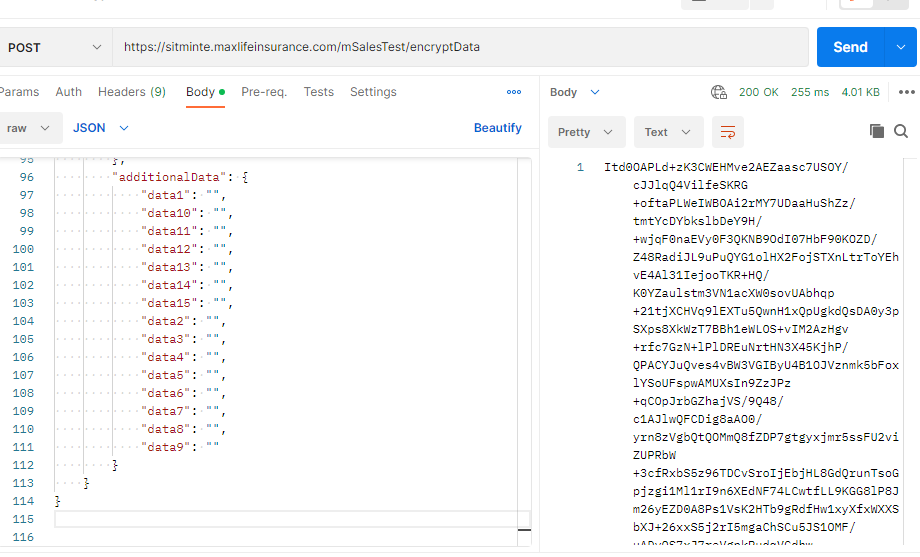 POST https://sitminte.maxlifeinsurance.com/mSalesTest/encryptData Send
Params Auth Headers (9) Body Pre-req. Tests Settings
raw JSON Beautify
95 },
96 "additionalData": {
97 "data1": "",
98 "data10": "",
99 "data11": "",
100 "data12": "",
101 "data13": "",
102 "data14": "",
103 "data15": "",
104 "data2": "",
105 "data3": "",
106 "data4": "",
107 "data5": "",
108 "data6": "",
109 "data7": "",
110 "data8": "",
111 "data9": ""
112 }
113 }
114 }
115
116
Body 200 OK 255 ms 4.01 KB
Pretty Text
1 Itd0OAPLd+zK3CWEHMve2AEZaasc7USOY/
cJJlqQ4VilfeSKRG
+oftaPLWeIWBOAi2rMY7UDaaHuShZz/
tmtYcDYbkslbDeY9H/
+wjqF0naEVy0F3QKNB9OdI07HbF90KOZD/
Z48RadiJL9uPuQYG1olHX2FojSTXnLtrToYEh
vE4Al31IejooTKR+HQ/
K0YZaulstm3VN1acXW0sovUAbhqp
+21tjXCHVq9lEXTu5QwnH1xQpUgkdQsDA0y3p
SXps8XkWzT7BBh1eWLOS+vIM2AzHgv
+rfc7GzN+lPlDREuNrtHN3X45KjhP/
QPACYJuQves4vBW3VGIByU4B1OJVznmk5bFox
lYSoUFspwAMUXsIn9ZzJPz
+qCOpJrbGZhajVS/9Q48/
c1AJlwQFCDig8aAO0/
yrn8zVgbQtQOMmQ8fZDP7gtgyxjmr5ssFU2vi
ZUPRbW
+3cfRxbS5z96TDCvSroIjEbjHL8GdQrunTsoG
pjzgi1Ml1rI9n6XEdNF74LCwtfLL9KGG8lP8J
m26yEZD0A8Ps1VsK2HTb9gRdfHw1xyXfxWXXS
bXJ+26xxS5j2rI5mgaChSCu5JS1OMF/